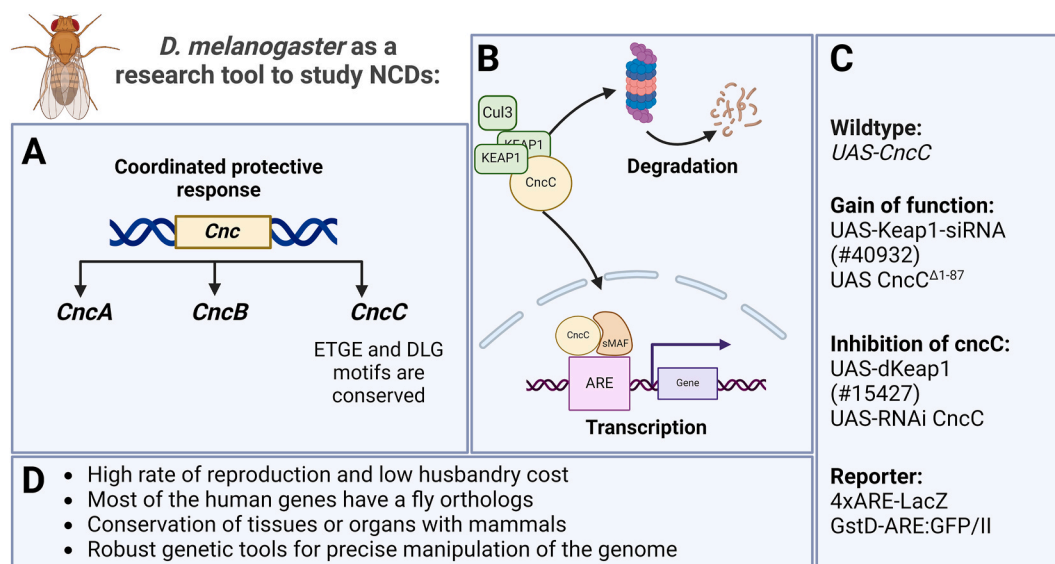 D. melanogaster as a
research tool to study NCDs:
A
Coordinated protective
response
Cnc
CncA
CncB
CncC
ETGE and DLG
motifs are
conserved
B
Cul3
KEAP1
KEAP1
CncC
Degradation
CncC
sMAF
ARE
Gene
Transcription
C
Wildtype:
UAS-CncC
Gain of function:
UAS-Keap1-siRNA
(#40932)
UAS CncCΔ1-87
Inhibition of cncC:
UAS-dKeap1
(#15427)
UAS-RNAi CncC
Reporter:
4xARE-LacZ
GstD-ARE:GFP/II
D
• High rate of reproduction and low husbandry cost
• Most of the human genes have a fly orthologs
• Conservation of tissues or organs with mammals
• Robust genetic tools for precise manipulation of the genome